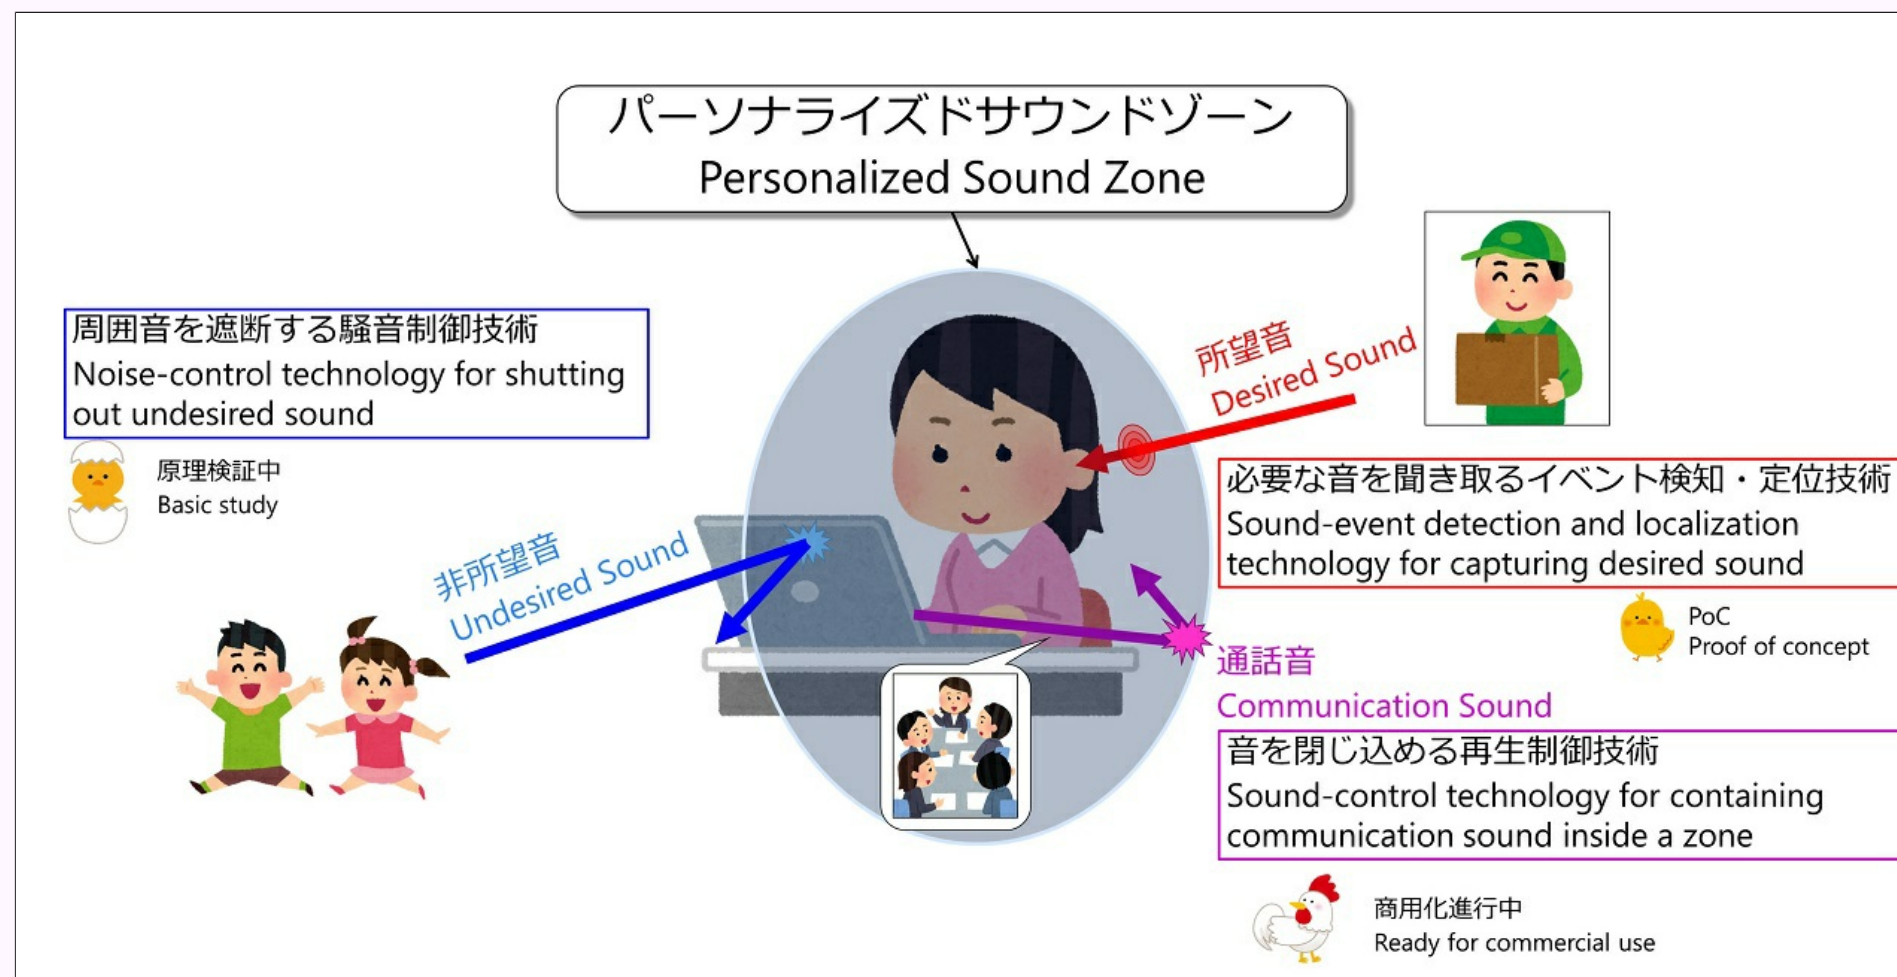 パーソナライズドサウンドゾーン
Personalized Sound Zone
周囲音を遮断する騒音制御技術
Noise-control technology for shutting
out undesired sound
原理検証中
Basic study
非所望音
Undesired Sound
所望音
Desired Sound
必要な音を聞き取るイベント検知・定位技術
Sound-event detection and localization
technology for capturing desired sound
PoC
Proof of concept
通話音
Communication Sound
音を閉じ込める再生制御技術
Sound-control technology for containing
communication sound inside a zone
商用化進行中
Ready for commercial use